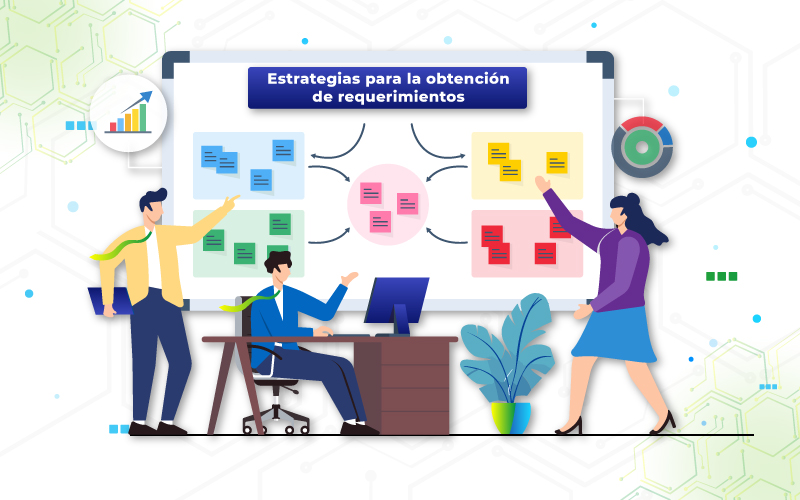 Estrategias para la obtención
de requerimientos